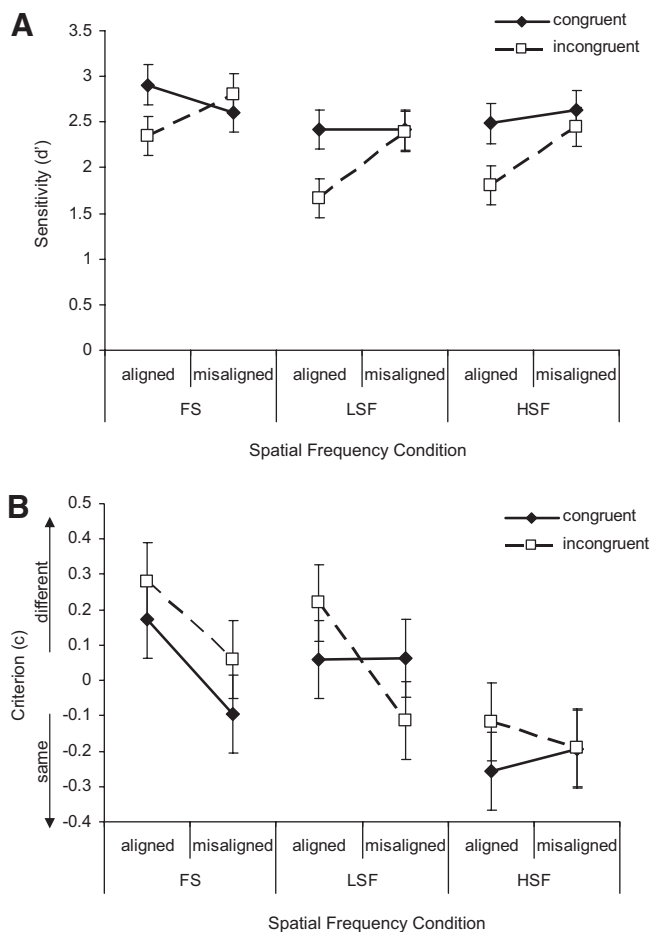 A
congruent
incongruent
3.5
3
2.5
2
1.5
1
0.5
0
Sensitivity (d')
aligned misaligned aligned misaligned aligned misaligned
FS LSF HSF
Spatial Frequency Condition
B
congruent
incongruent
0.5
0.4
0.3
0.2
0.1
0
-0.1
-0.2
-0.3
-0.4
different
Criterion (c)
same
aligned misaligned aligned misaligned aligned misaligned
FS LSF HSF
Spatial Frequency Condition